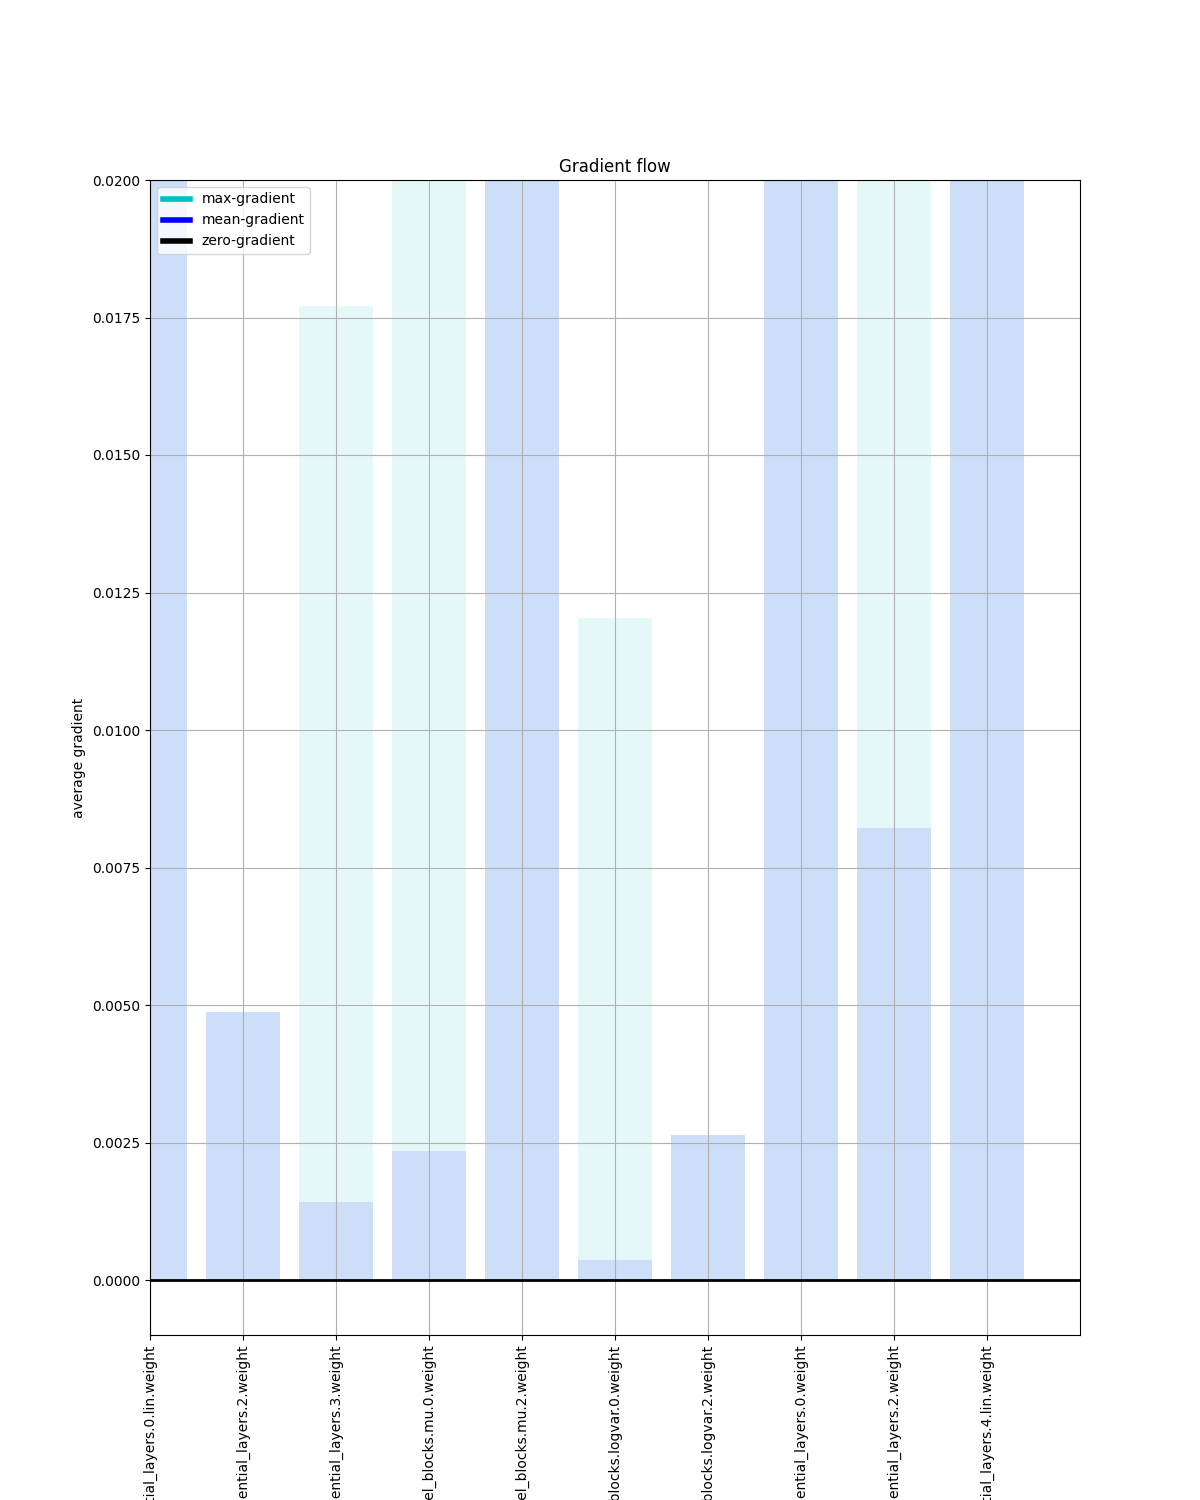 Gradient flow
max-gradient
mean-gradient
zero-gradient
0.0200
0.0175
0.0150
0.0125
0.0100
0.0075
0.0050
0.0025
0.0000
average gradient
tial_layers.0.lin.weight
ential_layers.2.weight
ential_layers.3.weight
el_blocks.mu.0.weight
el_blocks.mu.2.weight
blocks.logvar.0.weight
blocks.logvar.2.weight
ential_layers.0.weight
ential_layers.2.weight
tial_layers.4.lin.weight